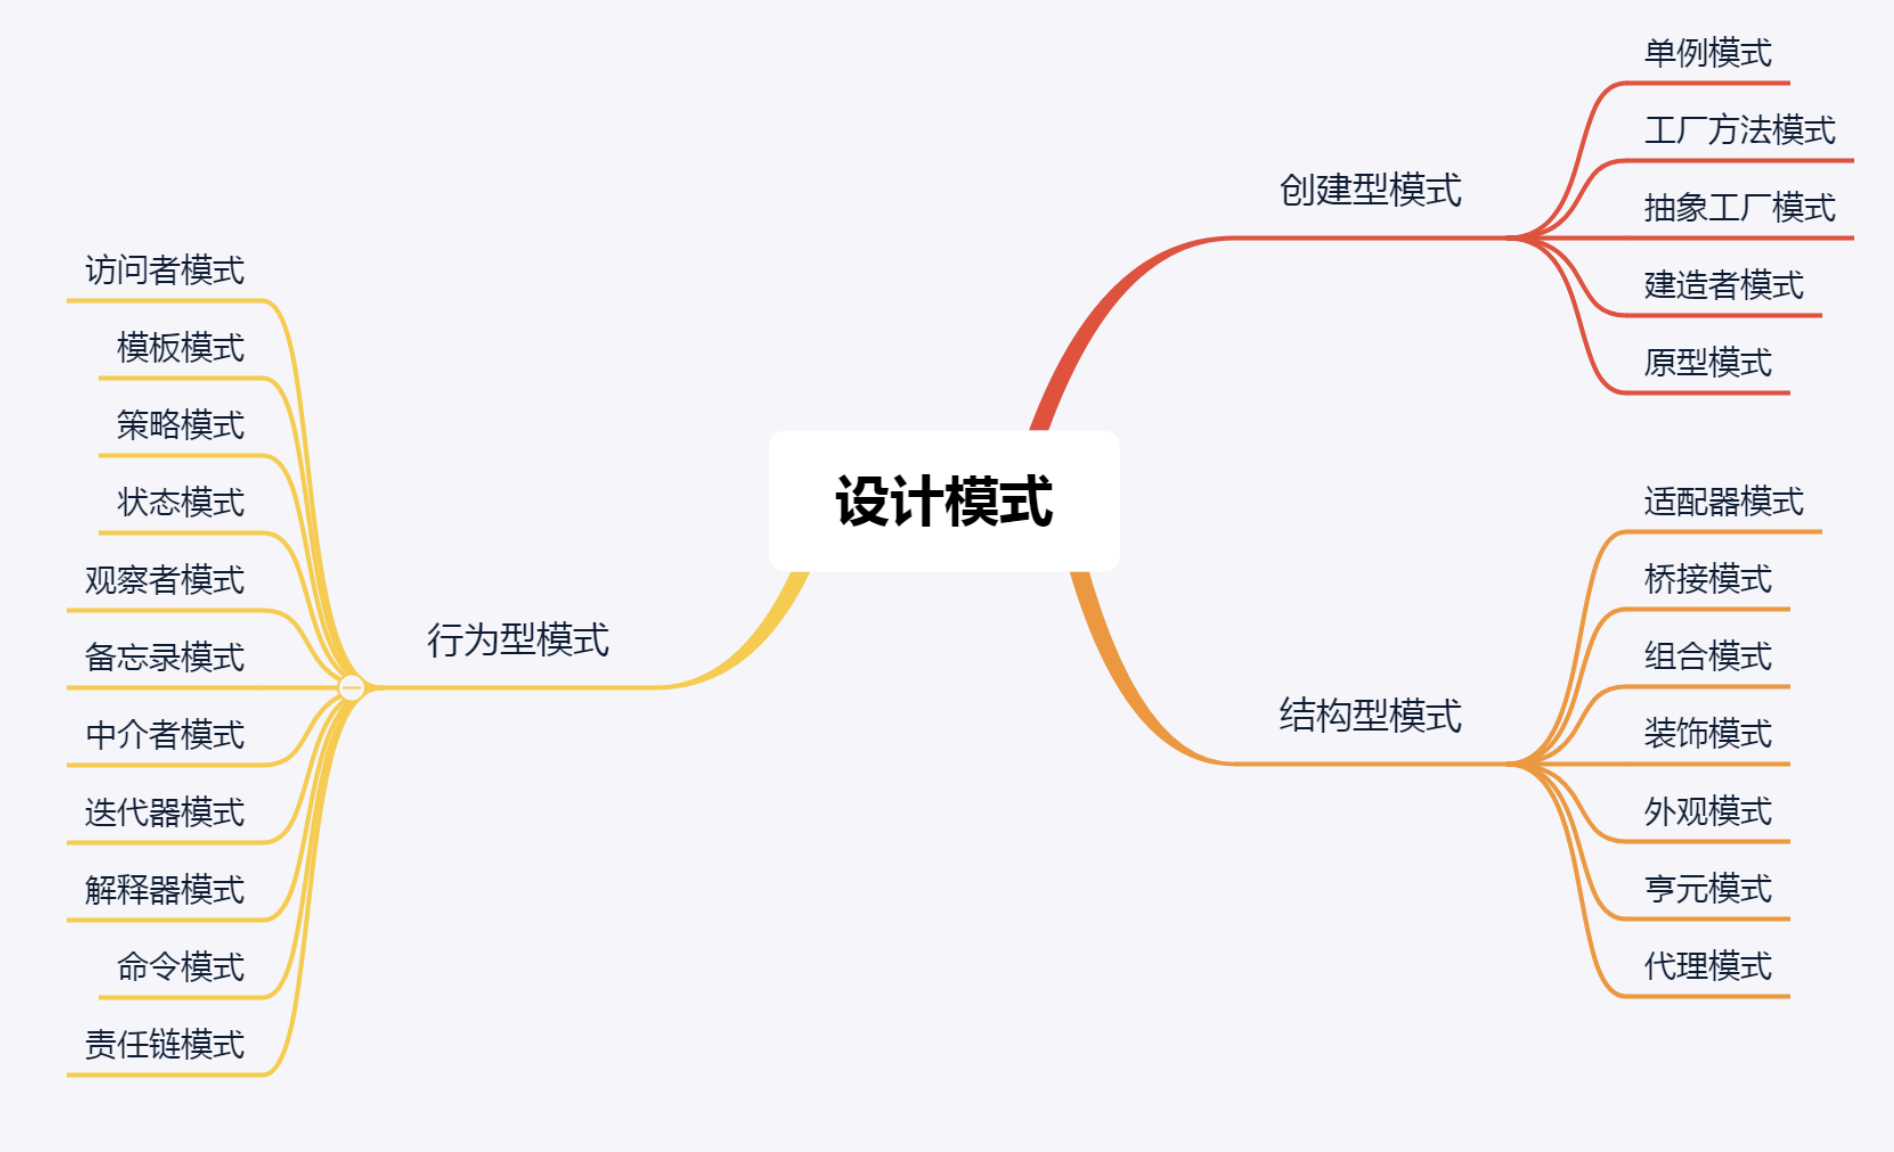 设计模式
创建型模式
单例模式
工厂方法模式
抽象工厂模式
建造者模式
原型模式
结构型模式
适配器模式
桥接模式
组合模式
装饰模式
外观模式
亨元模式
代理模式
行为型模式
访问者模式
模板模式
策略模式
状态模式
观察者模式
备忘录模式
中介者模式
迭代器模式
解释器模式
命令模式
责任链模式